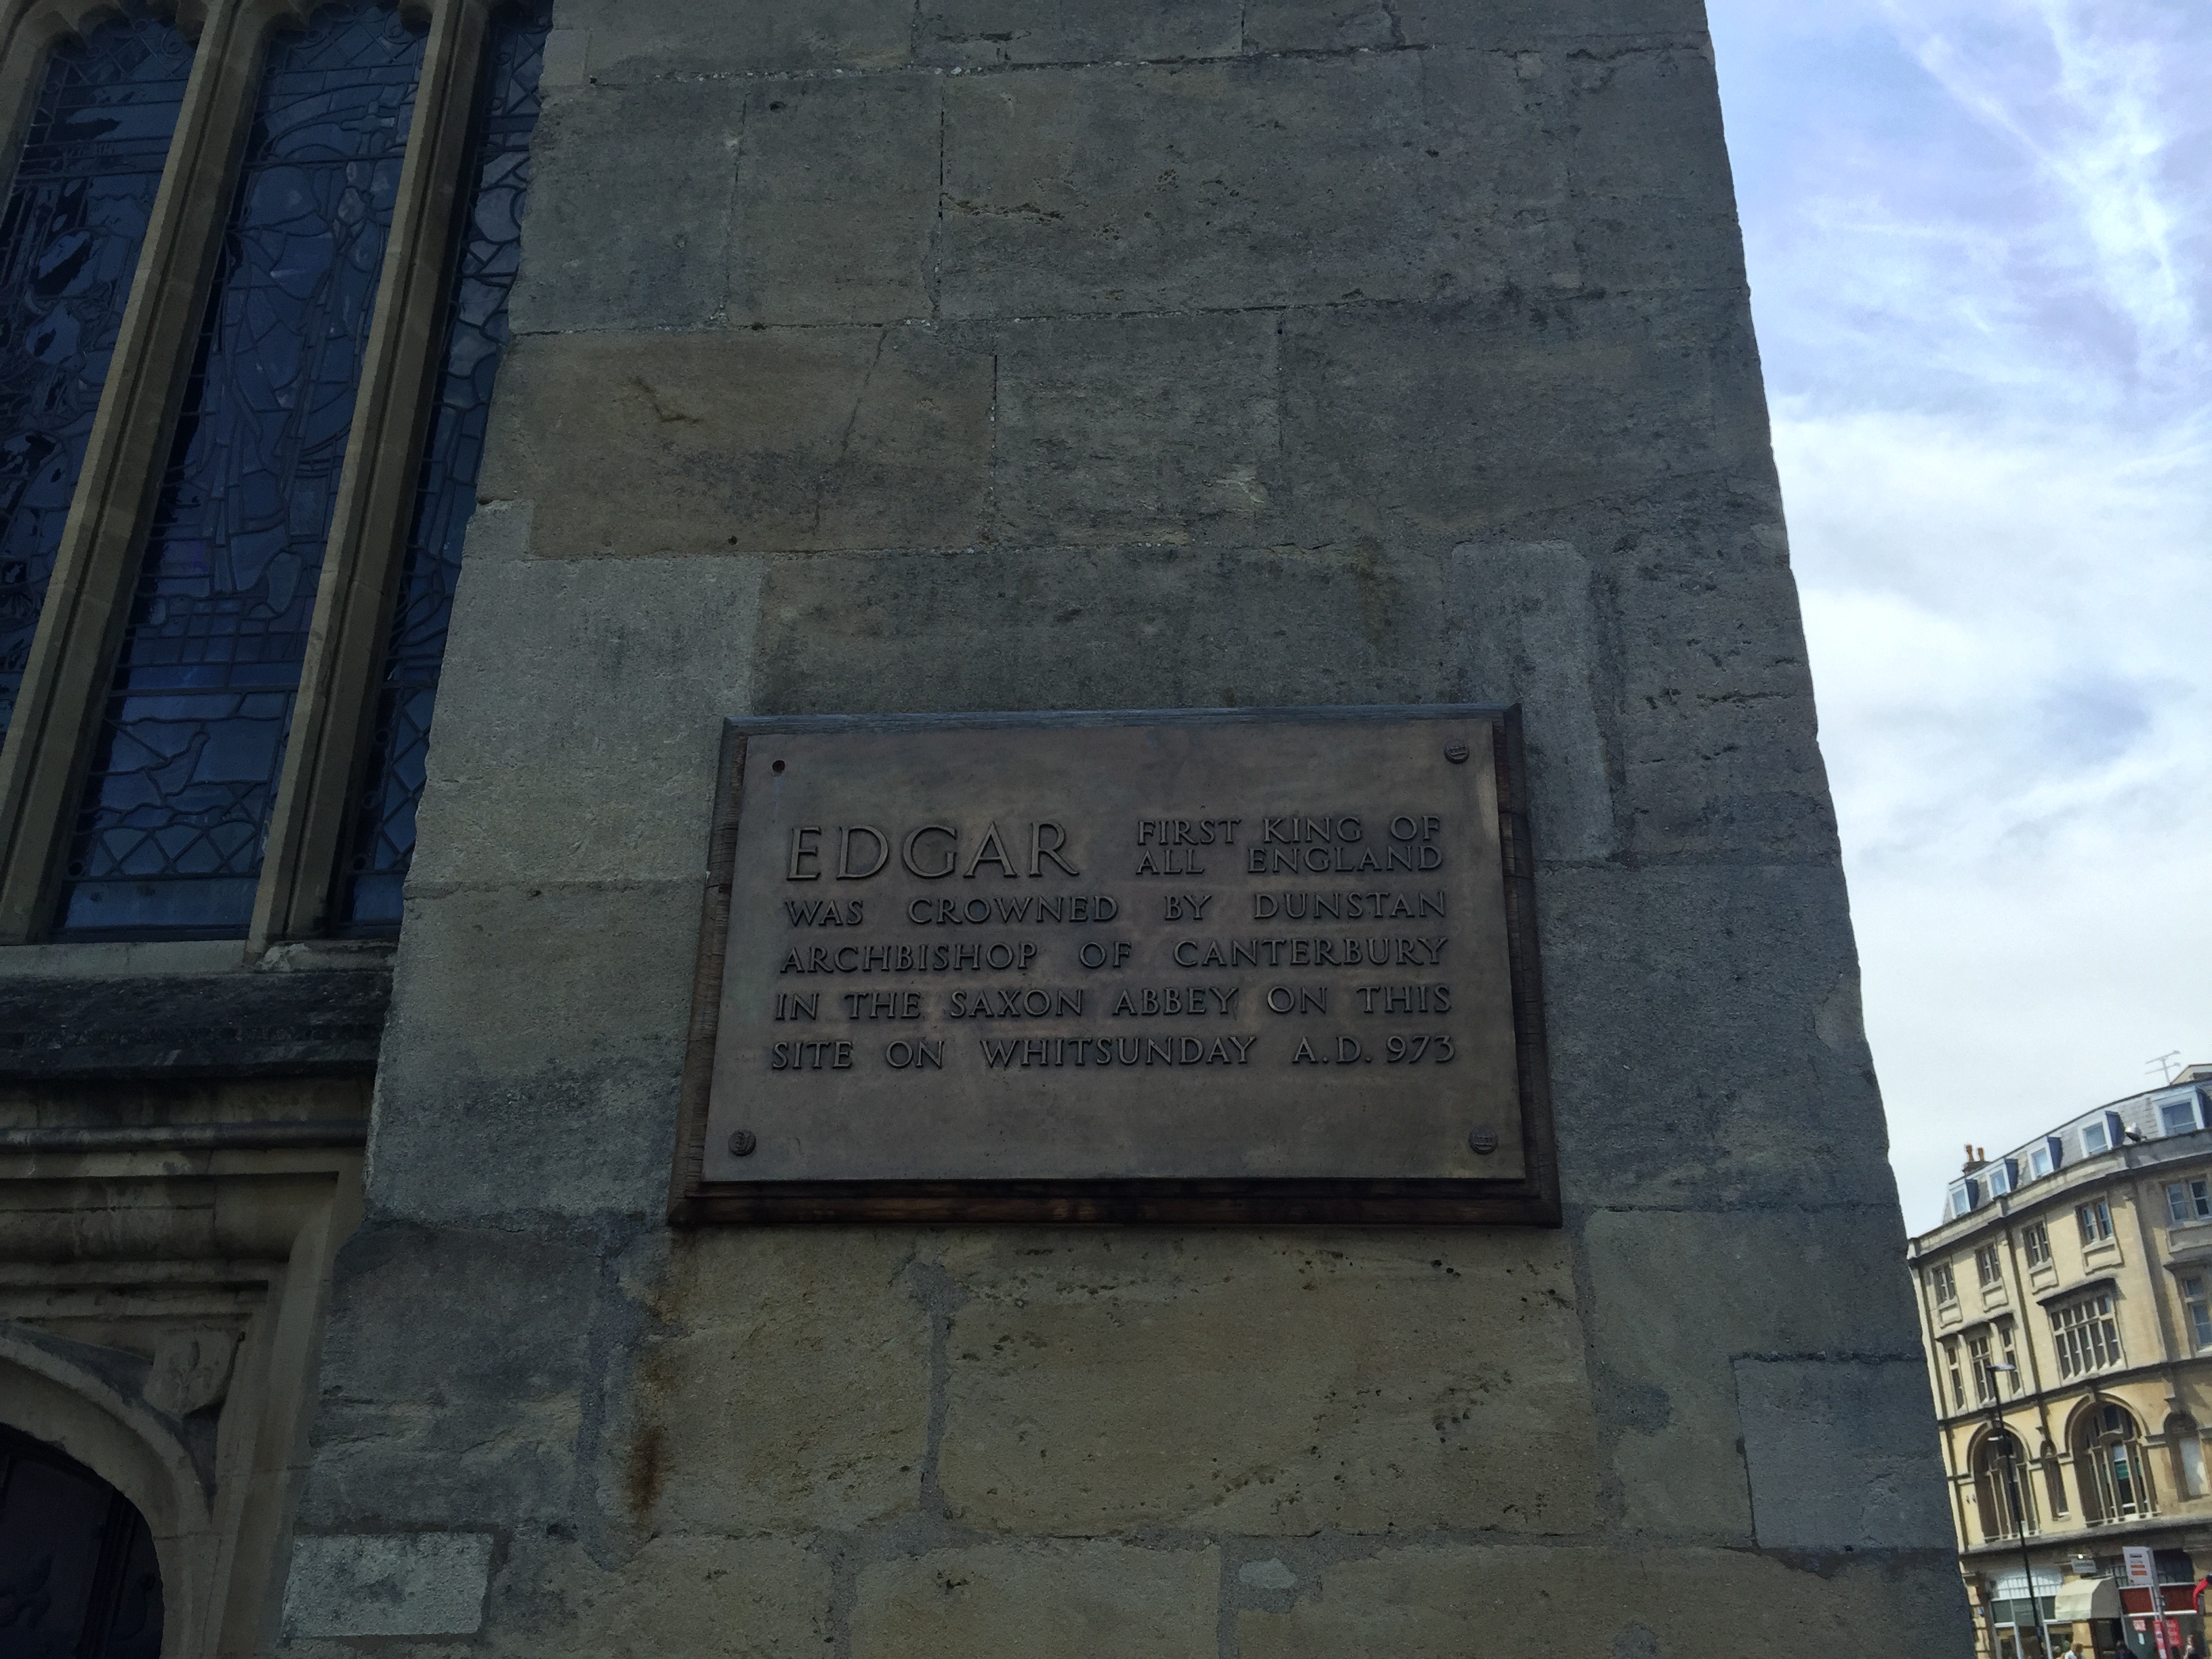 EDGAR FIRST KING OF
ALL ENGLAND
WAS CROWNED BY DUNSTAN
ARCHBISHOP OF CANTERBURY
IN THE SAXON ABBEY ON THIS
SITE ON WHITSUNDAY A.D. 973